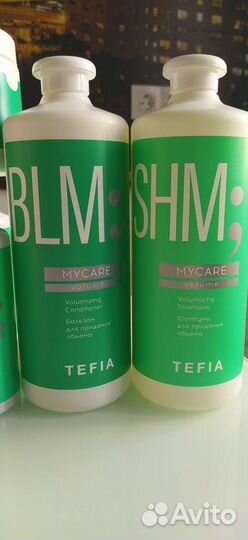 BLM:
MYCARE
volume
Volumizing
Conditioner
Бальзам
для придания
объема
TEFIA
SHM;
MYCARE
volume
Volumizing
Shampoo
Шампунь
для придания
объема
TEFIA
Avito